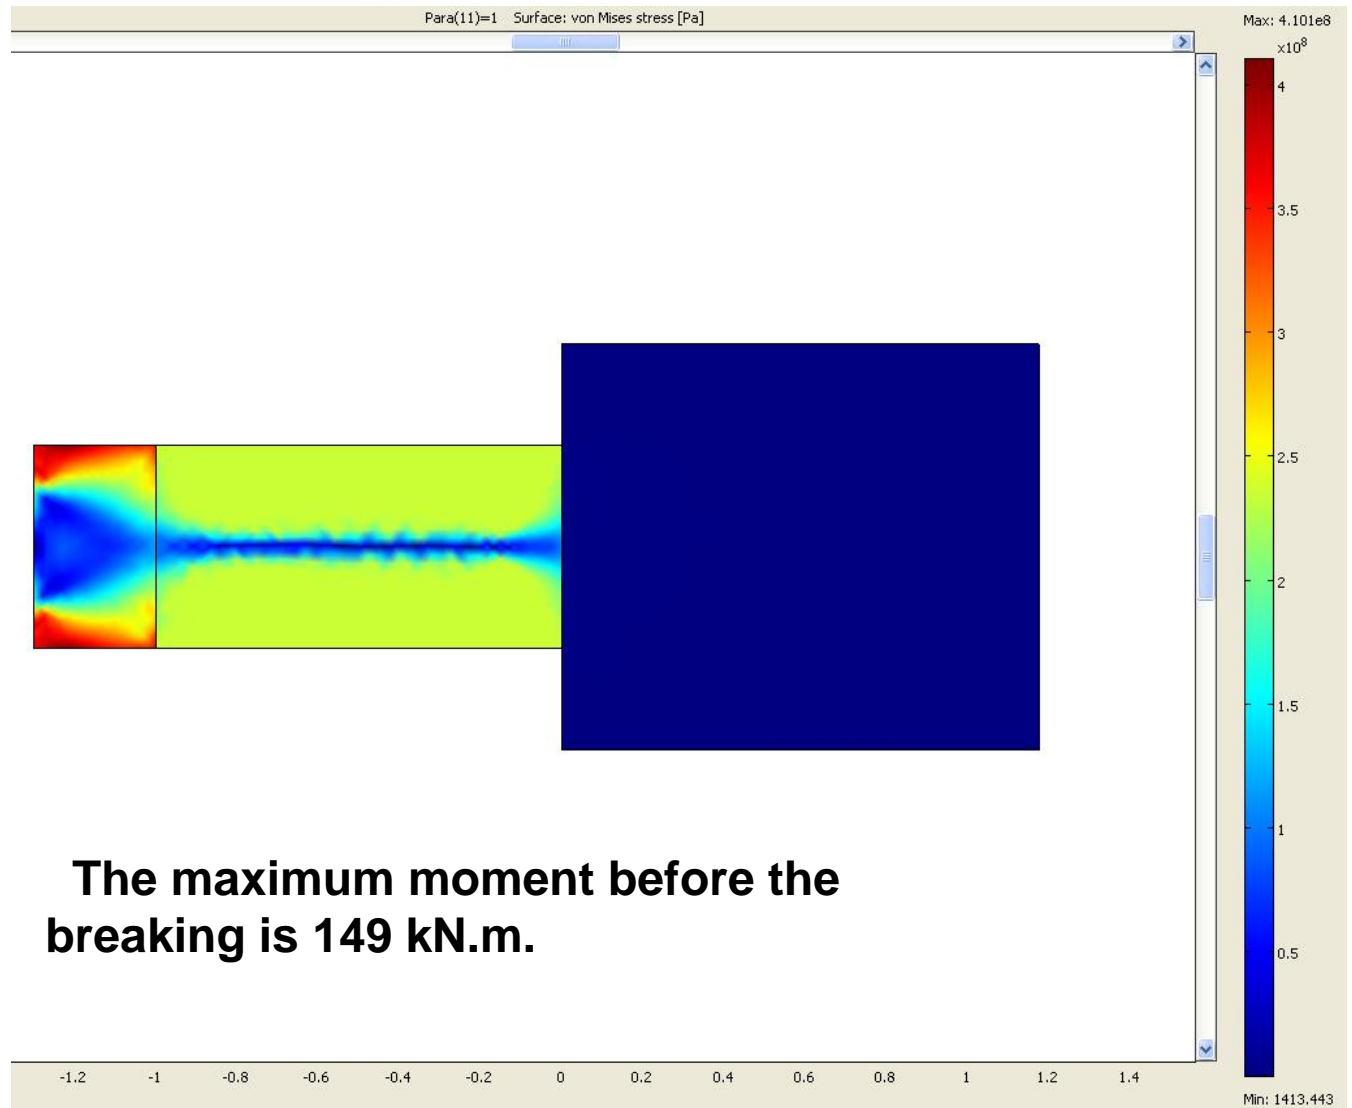 Para(11)=1 Surface: von Mises stress [Pa]
Max: 4.101e8
x10⁸
4
3.5
3
2.5
2
1.5
1
0.5
The maximum moment before the
breaking is 149 kN.m.
-1.2 -1 -0.8 -0.6 -0.4 -0.2 0 0.2 0.4 0.6 0.8 1 1.2 1.4
Min: 1413.443